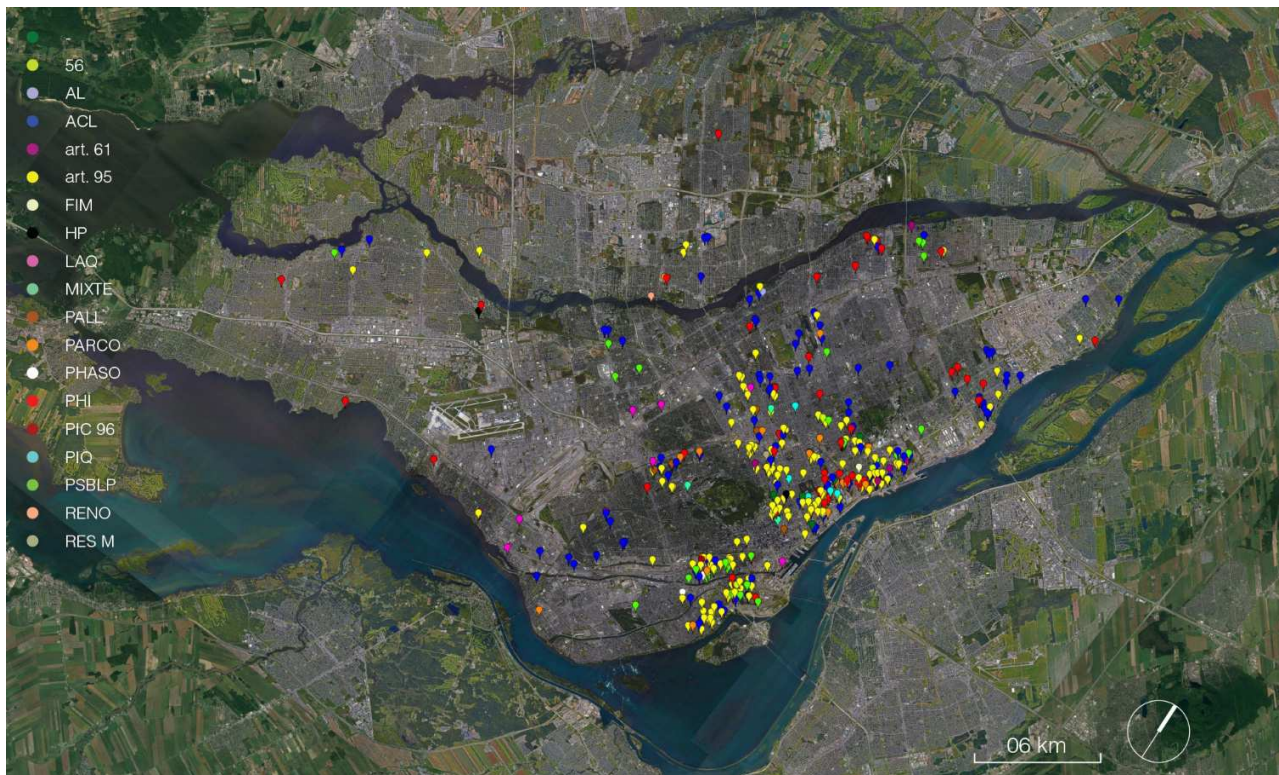 56
AL
ACL
art. 61
art. 95
FIM
HP
LAQ
MIXTE
PALL
PARCO
PHASO
PHI
PIC 96
PIQ
PSBLP
RENO
RES M
06 km